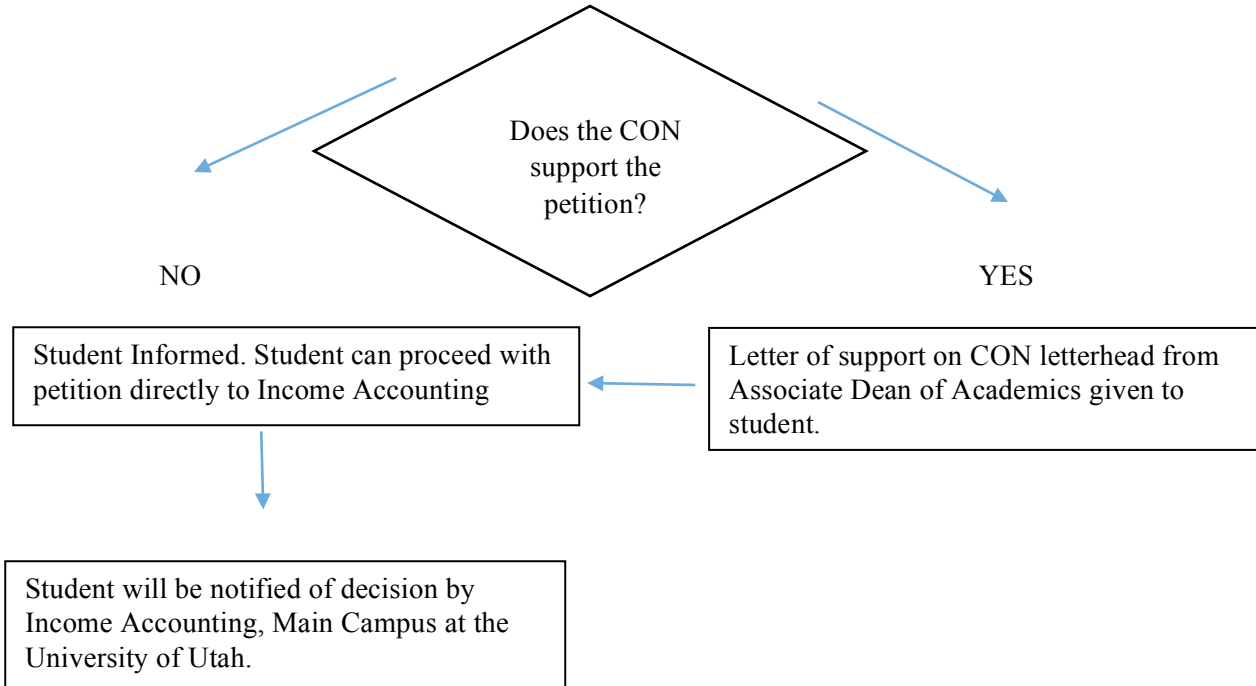 Does the CON
support the
petition?
NO
YES
Student Informed. Student can proceed with
petition directly to Income Accounting
Letter of support on CON letterhead from
Associate Dean of Academics given to
student.
Student will be notified of decision by
Income Accounting, Main Campus at the
University of Utah.